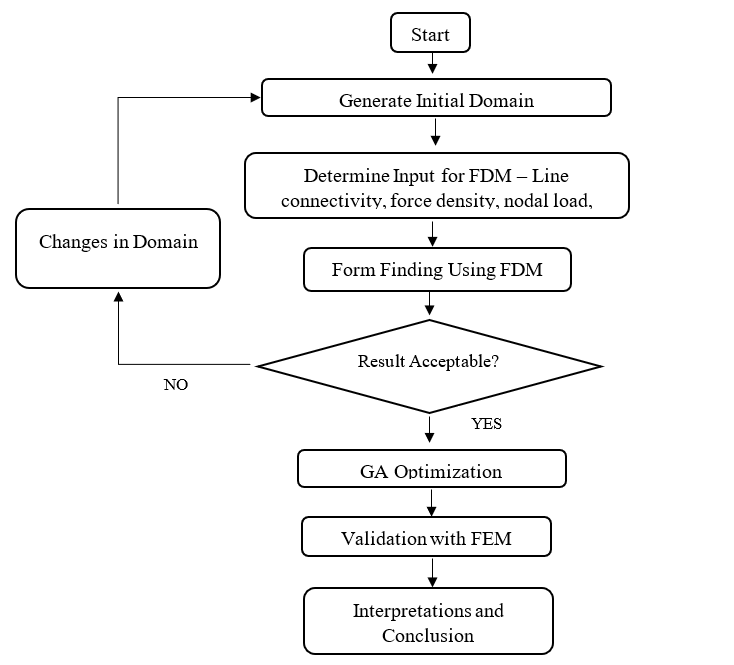 Start
Generate Initial Domain
Determine Input for FDM – Line
connectivity, force density, nodal load,
Changes in Domain
Form Finding Using FDM
Result Acceptable?
NO
YES
GA Optimization
Validation with FEM
Interpretations and
Conclusion